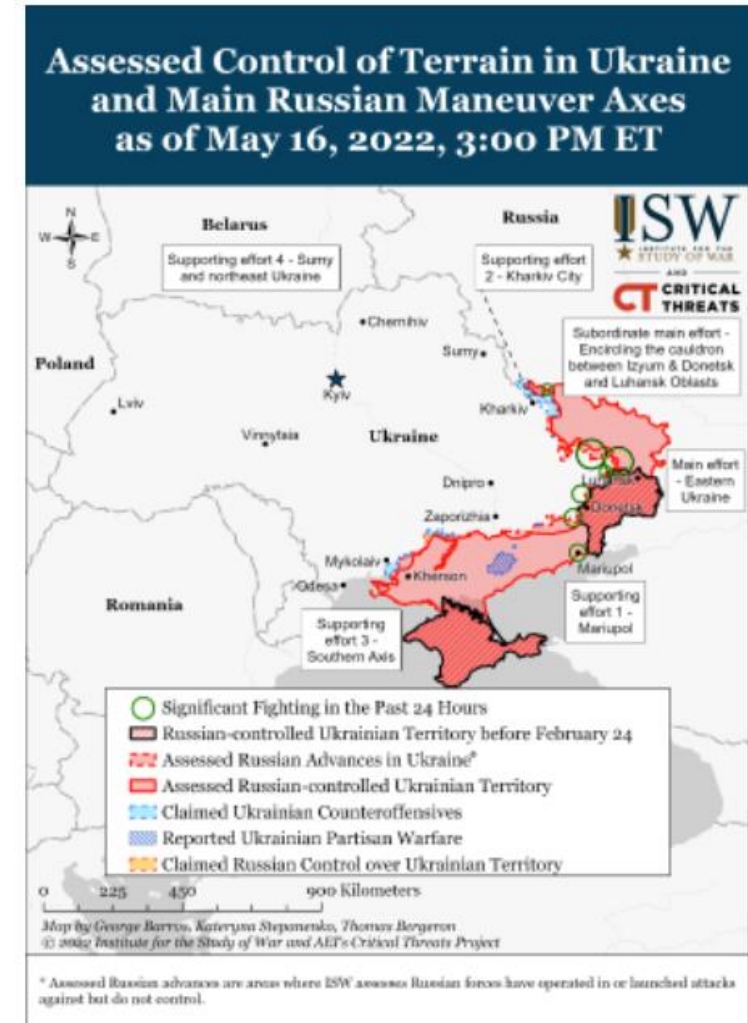 Assessed Control of Terrain in Ukraine
and Main Russian Maneuver Axes
as of May 16, 2022, 3:00 PM ET
N
W E
S
Belarus
Russia
ISW
INSTITUTE FOR THE
STUDY OF WAR
AND
CT CRITICAL
THREATS
Supporting effort 4 - Sumy
and northeast Ukraine
Supporting effort
2 - Kharkiv City
Subordinate main effort -
Encircling the cauldron
between Izyum & Donetsk
and Luhansk Oblasts
Chernihiv
Sumy
Poland
Kyiv
Lviv
Kharkiv
Vinnytsia
Ukraine
Main effort
- Eastern
Ukraine
Dnipro
Luhansk
Donetsk
Zaporizhia
Mykolaiv
Kherson
Mariupol
Odesa
Romania
Supporting
effort 1 -
Mariupol
Supporting
effort 3 -
Southern Axis
Significant Fighting in the Past 24 Hours
Russian-controlled Ukrainian Territory before February 24
Assessed Russian Advances in Ukraine*
Assessed Russian-controlled Ukrainian Territory
Claimed Ukrainian Counteroffensives
Reported Ukrainian Partisan Warfare
Claimed Russian Control over Ukrainian Territory
0 225 450 900 Kilometers
Map by George Barros, Kateryna Stepanenko, Thomas Bergeron
© 2022 Institute for the Study of War and AEI's Critical Threats Project
* Assessed Russian advances are areas where ISW assesses Russian forces have operated in or launched attacks
against but do not control.